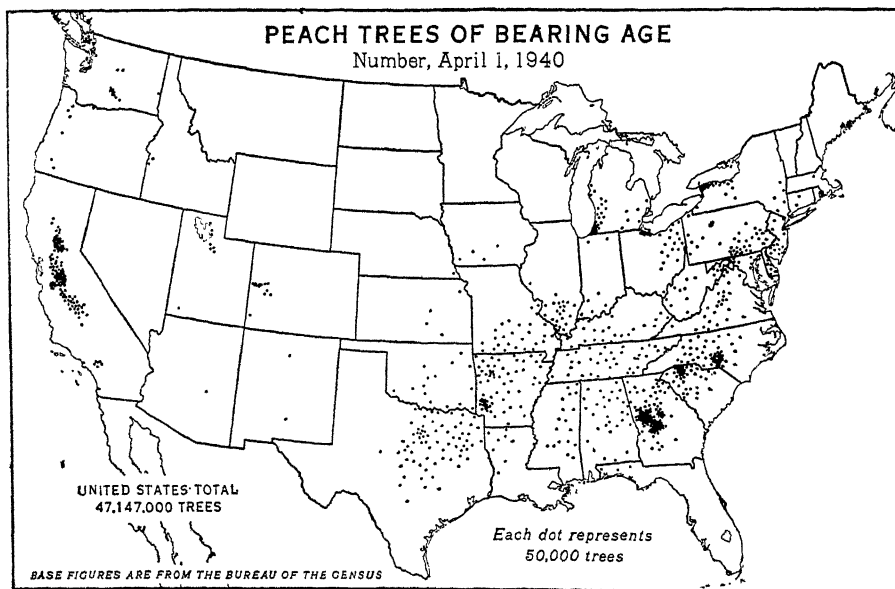 PEACH TREES OF BEARING AGE
Number, April 1, 1940
UNITED STATES TOTAL
47,147,000 TREES
Each dot represents
50,000 trees
BASE FIGURES ARE FROM THE BUREAU OF THE CENSUS